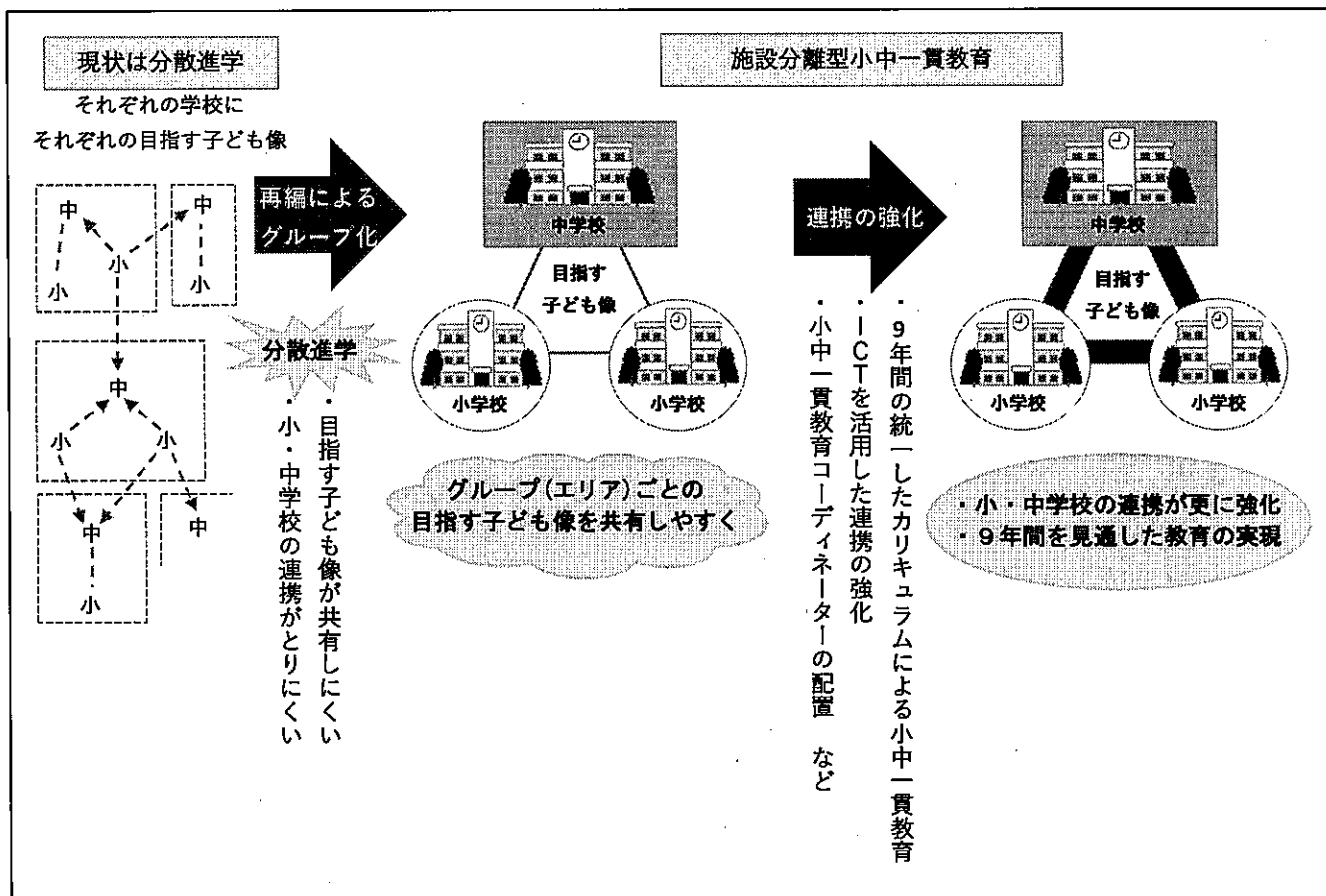 現状は分散進学
それぞれの学校に
それぞれの目指す子ども像
中
小
小
中
小
中
小
小
中
小
中
再編による
グループ化
分散進学
・目指す子ども像が共有しにくい
・小・中学校の連携がとりにくい
施設分離型小中一貫教育
中学校
目指す
子ども像
小学校
小学校
グループ(エリア)ごとの
目指す子ども像を共有しやすく
連携の強化
・9年間の統一したカリキュラムによる小中一貫教育
・ICTを活用した連携の強化
・小中一貫教育コーディネーターの配置 など
中学校
目指す
子ども像
小学校
小学校
・小・中学校の連携が更に強化
・9年間を見通した教育の実現